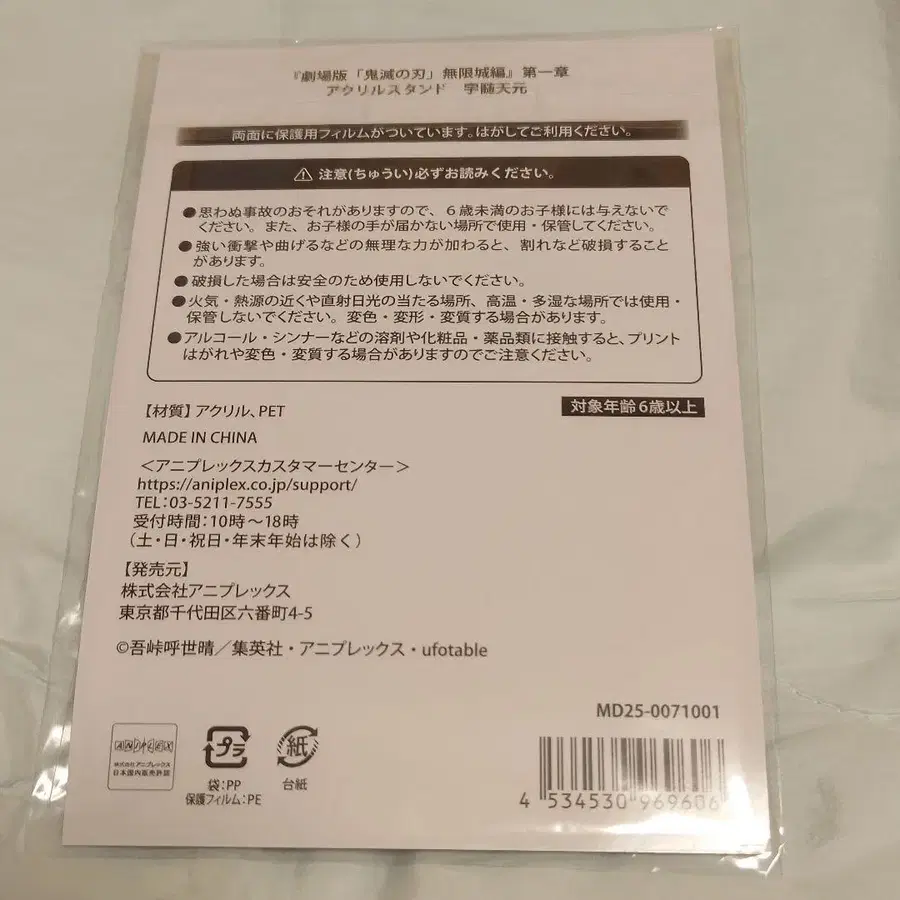 『劇場版「鬼滅の刃」無限城編』第一章
アクリルスタンド　宇髄天元
両面に保護用フィルムがついています。はがしてご利用ください。
⚠ 注意(ちゅうい)必ずお読みください。
●思わぬ事故のおそれがありますので、６歳未満のお子様には与えないで
ください。また、お子様の手が届かない場所で使用・保管してください。
●強い衝撃や曲げるなどの無理な力が加わると、割れなど破損すること
があります。
●破損した場合は安全のため使用しないでください。
●火気・熱源の近くや直射日光の当たる場所、高温・多湿な場所では使用・
保管しないでください。変色・変形・変質する場合があります。
●アルコール・シンナーなどの溶剤や化粧品・薬品類に接触すると、プリント
はがれや変色・変質する場合がありますのでご注意ください。
【材質】アクリル、PET
対象年齢6歳以上
MADE IN CHINA
＜アニプレックスカスタマーセンター＞
https://aniplex.co.jp/support/
TEL:03-5211-7555
受付時間:10時～18時
（土・日・祝日・年末年始は除く）
【発売元】
株式会社アニプレックス
東京都千代田区六番町4-5
©吾峠呼世晴／集英社・アニプレックス・ufotable
MD25-0071001
ANIPLEX
株式会社アニプレックス
日本国内販売許諾
プラ
袋:PP
保護フィルム:PE
紙
台紙
4 534530 969606